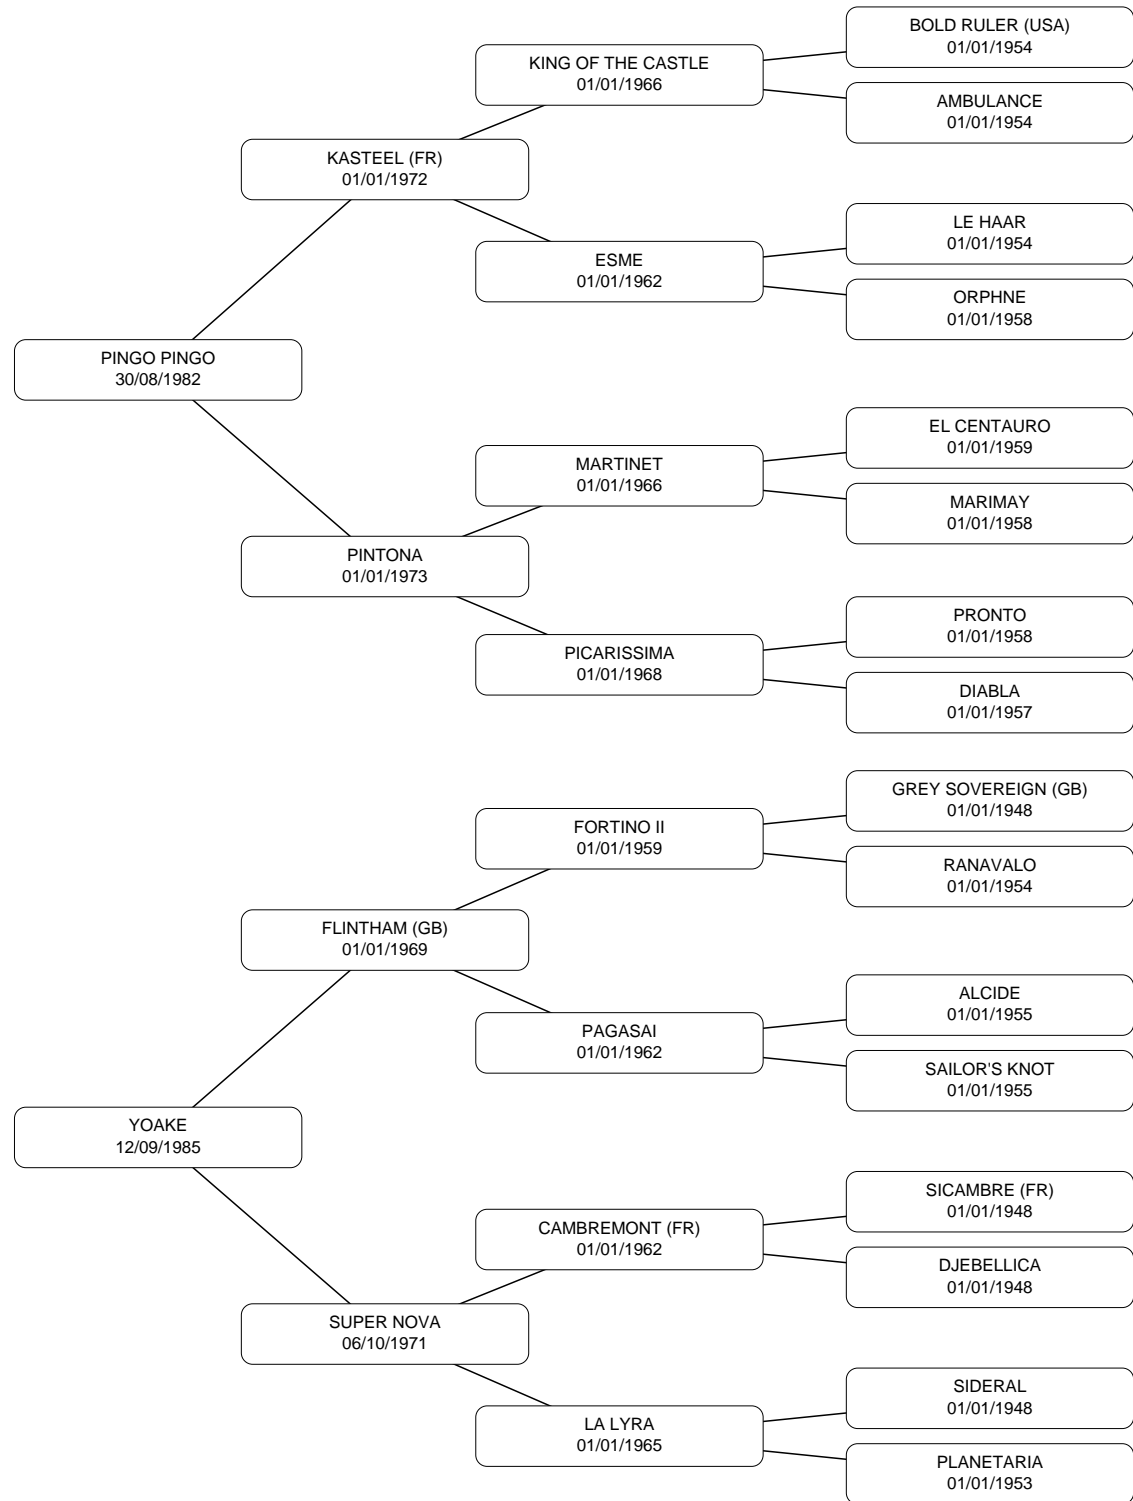 BOLD RULER (USA)
01/01/1954
KING OF THE CASTLE
01/01/1966
AMBULANCE
01/01/1954
KASTEEL (FR)
01/01/1972
LE HAAR
01/01/1954
ESME
01/01/1962
ORPHNE
01/01/1958
PINGO PINGO
30/08/1982
EL CENTAURO
01/01/1959
MARTINET
01/01/1966
MARIMAY
01/01/1958
PINTONA
01/01/1973
PRONTO
01/01/1958
PICARISSIMA
01/01/1968
DIABLA
01/01/1957
GREY SOVEREIGN (GB)
01/01/1948
FORTINO II
01/01/1959
RANAVALO
01/01/1954
FLINTHAM (GB)
01/01/1969
ALCIDE
01/01/1955
PAGASAI
01/01/1962
SAILOR'S KNOT
01/01/1955
YOAKE
12/09/1985
SICAMBRE (FR)
01/01/1948
CAMBREMONT (FR)
01/01/1962
DJEBELLICA
01/01/1948
SUPER NOVA
06/10/1971
SIDERAL
01/01/1948
LA LYRA
01/01/1965
PLANETARIA
01/01/1953